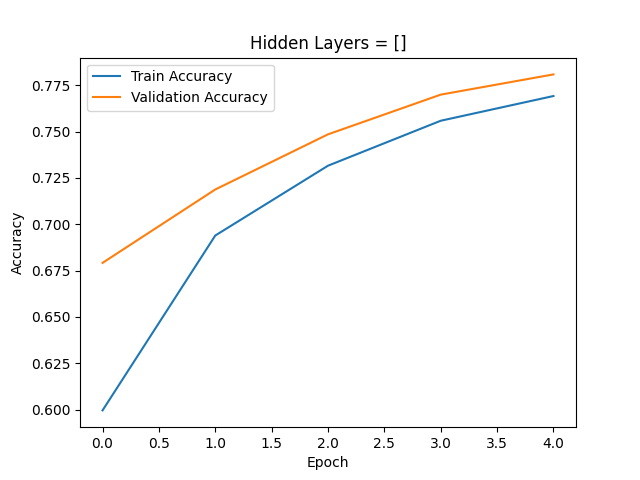 Hidden Layers = []
Train Accuracy
Validation Accuracy
Accuracy
0.775
0.750
0.725
0.700
0.675
0.650
0.625
0.600
0.0 0.5 1.0 1.5 2.0 2.5 3.0 3.5 4.0
Epoch